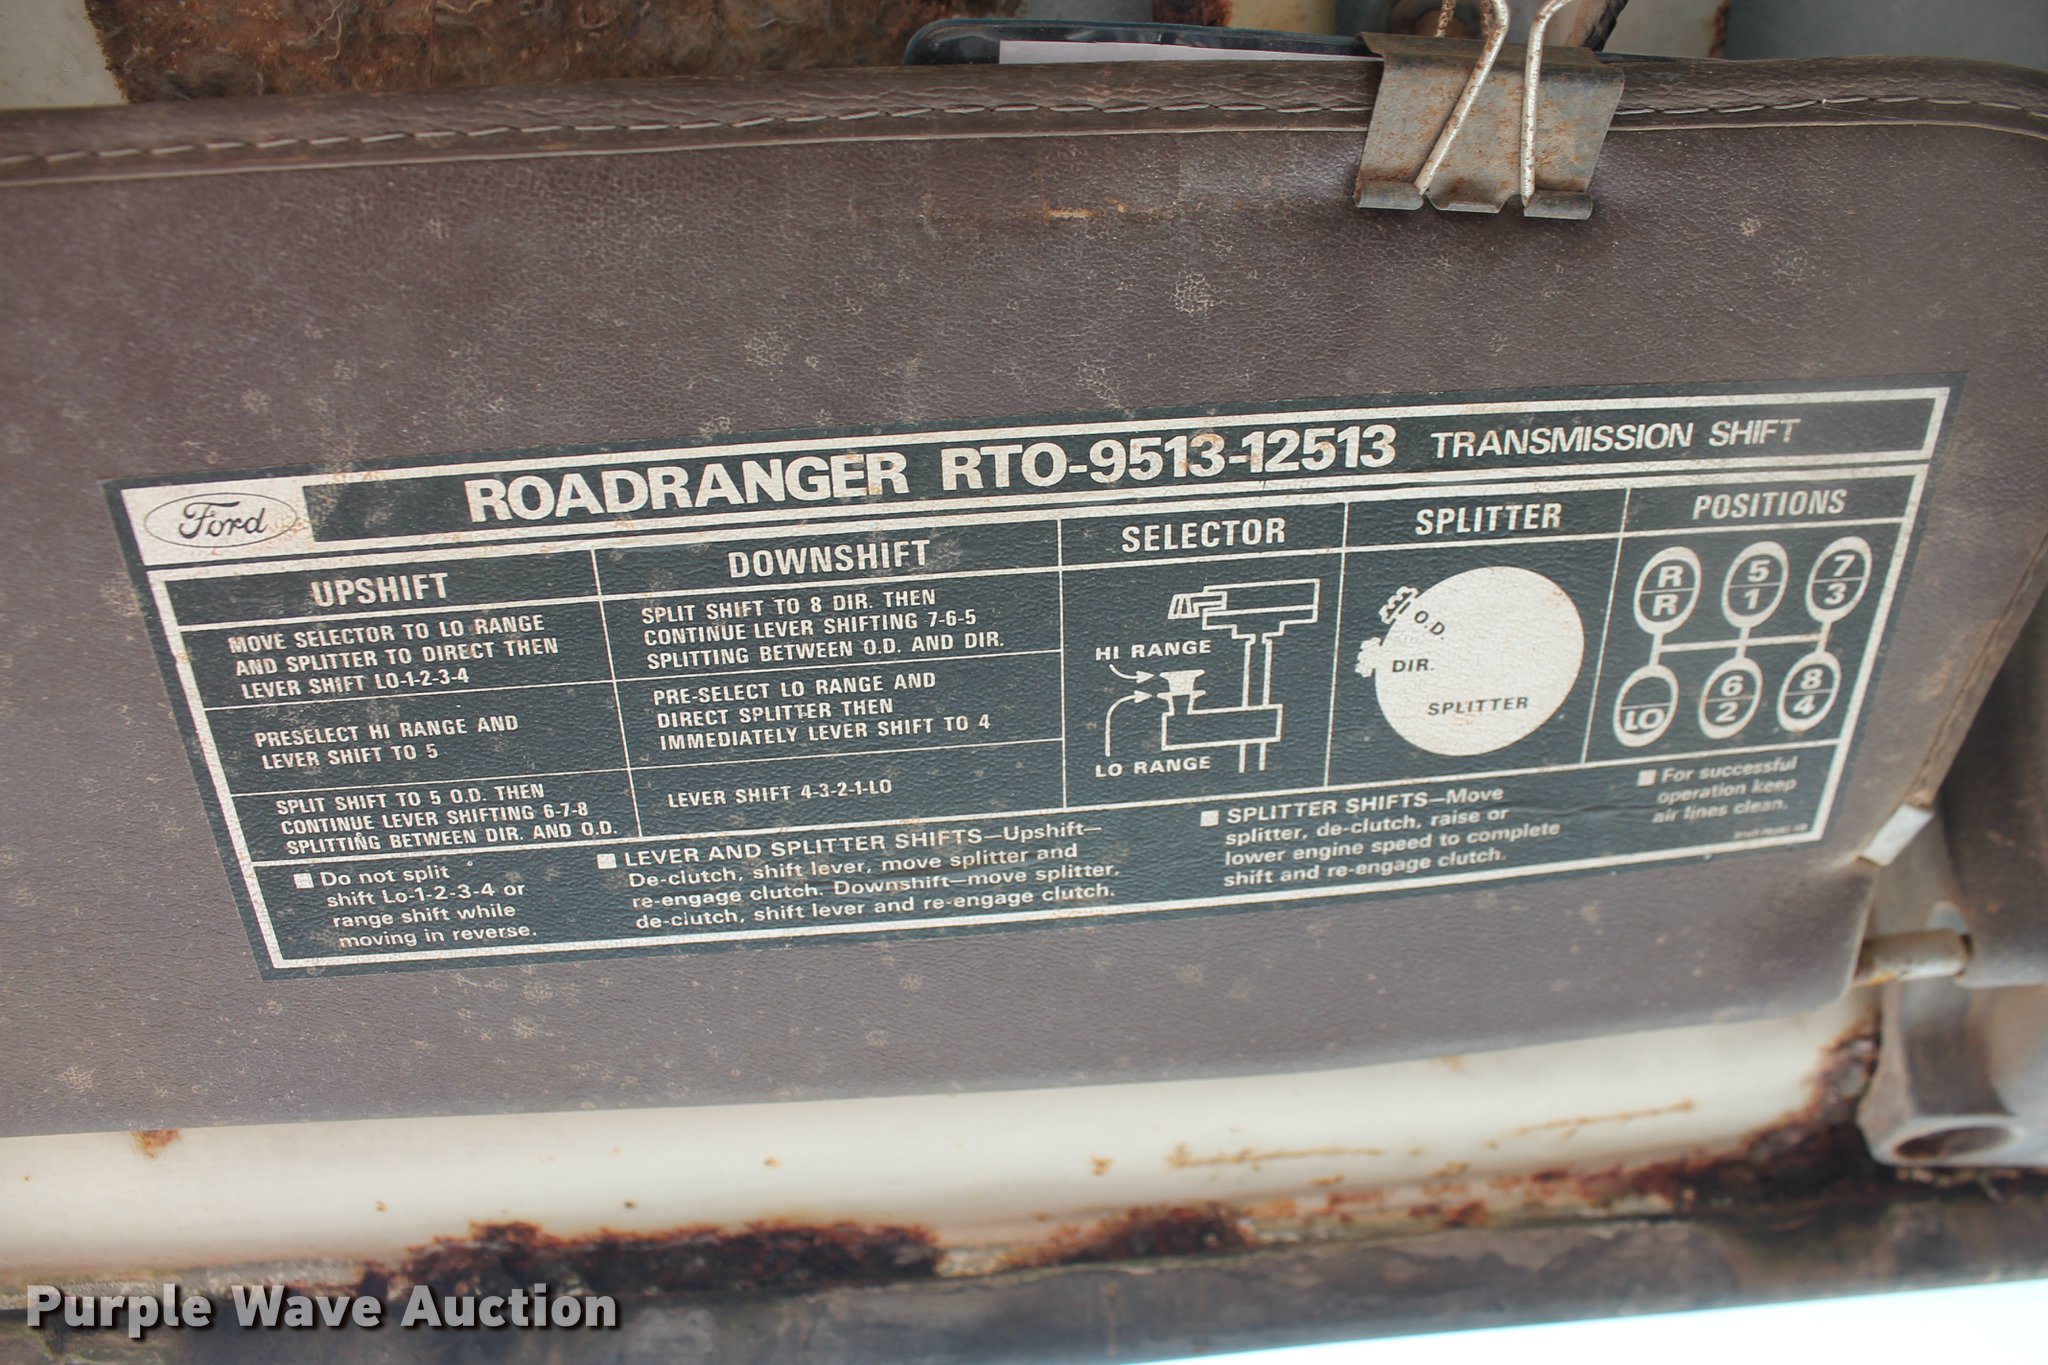 Ford
ROADRANGER RTO-9513-12513 TRANSMISSION SHIFT
UPSHIFT
MOVE SELECTOR TO LO RANGE
AND SPLITTER TO DIRECT THEN
LEVER SHIFT LO-1-2-3-4
PRESELECT HI RANGE AND
LEVER SHIFT TO 5
SPLIT SHIFT TO 5 O.D. THEN
CONTINUE LEVER SHIFTING 6-7-8
SPLITTING BETWEEN DIR. AND O.D.
DOWNSHIFT
SPLIT SHIFT TO 8 DIR. THEN
CONTINUE LEVER SHIFTING 7-6-5
SPLITTING BETWEEN O.D. AND DIR.
PRE-SELECT LO RANGE AND
DIRECT SPLITTER THEN
IMMEDIATELY LEVER SHIFT TO 4
LEVER SHIFT 4-3-2-1-LO
SELECTOR
HI RANGE
LO RANGE
SPLITTER
O.D.
DIR.
SPLITTER
POSITIONS
R 5 7
R 1 3
6 8
LO 2 4
Do not split
shift Lo-1-2-3-4 or
range shift while
moving in reverse.
LEVER AND SPLITTER SHIFTS—Upshift—
De-clutch, shift lever, move splitter and
re-engage clutch. Downshift—move splitter,
de-clutch, shift lever and re-engage clutch.
SPLITTER SHIFTS—Move
splitter, de-clutch, raise or
lower engine speed to complete
shift and re-engage clutch.
For successful
operation keep
air lines clean.
Purple Wave Auction